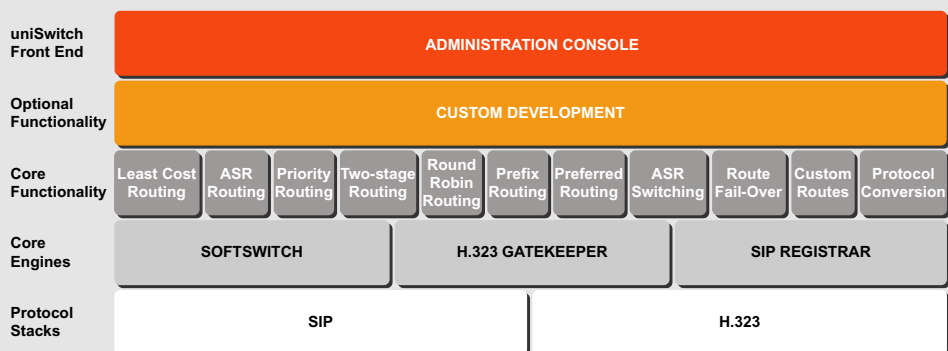 uniSwitch
Front End
ADMINISTRATION CONSOLE
Optional
Functionality
CUSTOM DEVELOPMENT
Core
Functionality
Least Cost
Routing
ASR
Routing
Priority
Routing
Two-stage
Routing
Round
Robin
Routing
Prefix
Routing
Preferred
Routing
ASR
Switching
Route
Fail-Over
Custom
Routes
Protocol
Conversion
Core
Engines
SOFTSWITCH
H.323 GATEKEEPER
SIP REGISTRAR
Protocol
Stacks
SIP
H.323